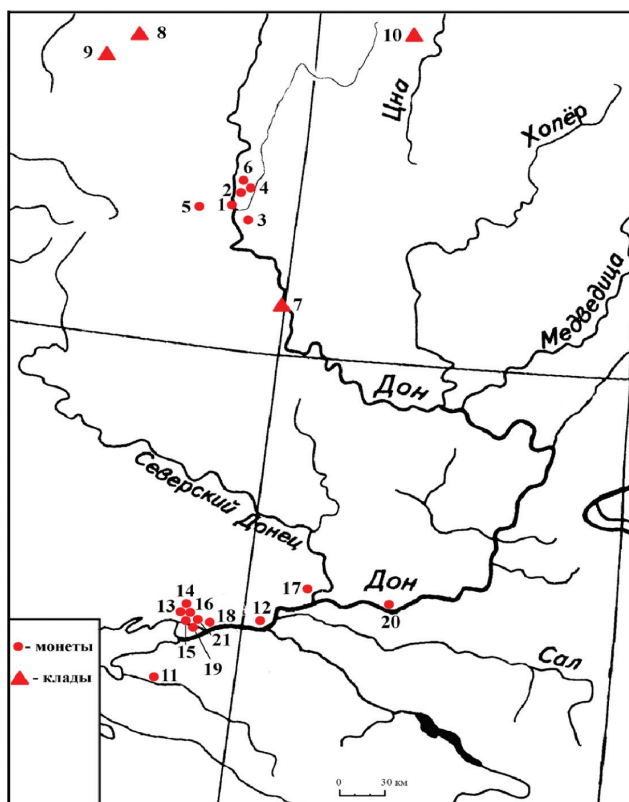 8
9
10
Цна
Хопёр
6
4
2
1
5
3
7
Медведица
Дон
Северский Донец
17
Дон
20
14
13
16
18
12
15
21
19
Сал
11
- монеты
- клады
0 30 км